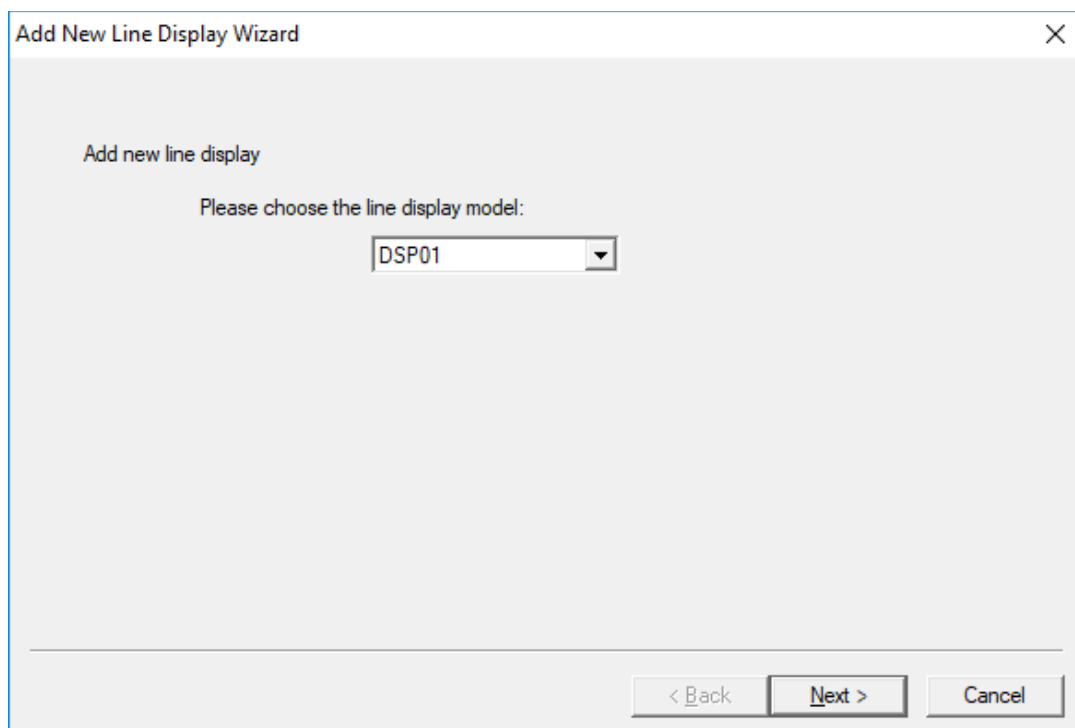 Add New Line Display Wizard
Add new line display
Please choose the line display model:
DSP01
< Back Next > Cancel